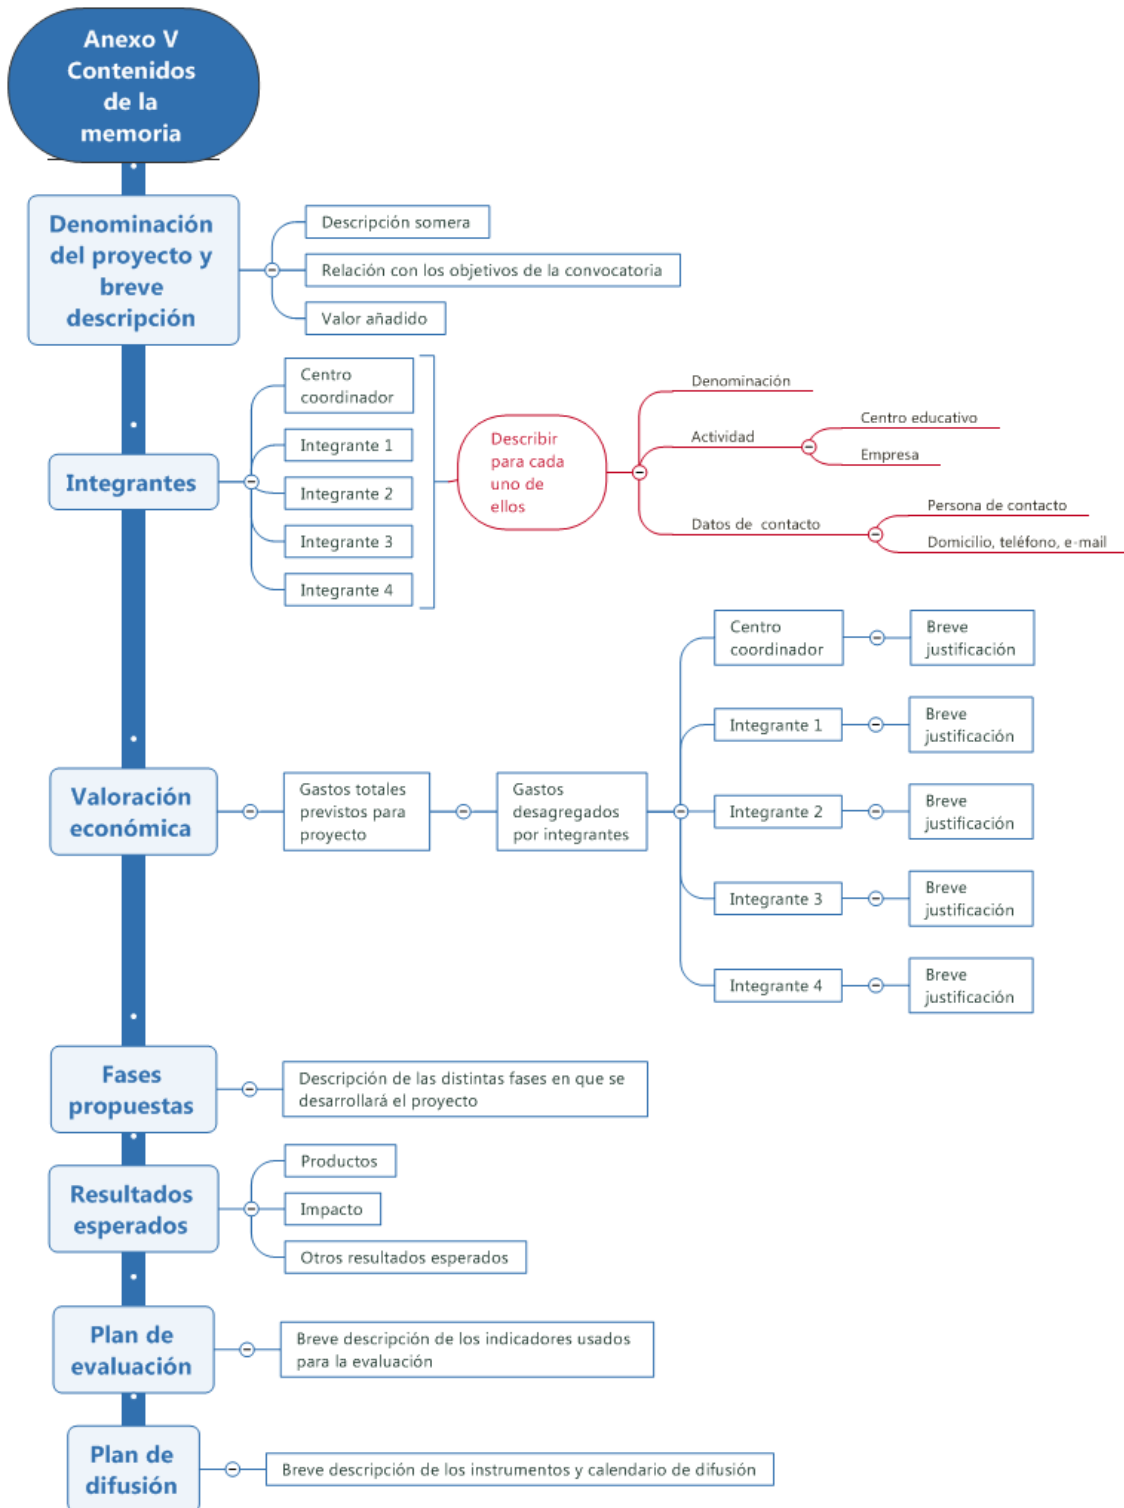 Anexo V
Contenidos
de la
memoria
Denominación
del proyecto y
breve
descripción
Descripción somera
Relación con los objetivos de la convocatoria
Valor añadido
Integrantes
Centro
coordinador
Integrante 1
Integrante 2
Integrante 3
Integrante 4
Describir
para cada
uno de
ellos
Denominación
Actividad
Centro educativo
Empresa
Datos de contacto
Persona de contacto
Domicilio, teléfono, e-mail
Valoración
económica
Gastos totales
previstos para
proyecto
Gastos
desagregados
por integrantes
Centro
coordinador
Breve
justificación
Integrante 1
Breve
justificación
Integrante 2
Breve
justificación
Integrante 3
Breve
justificación
Integrante 4
Breve
justificación
Fases
propuestas
Descripción de las distintas fases en que se
desarrollará el proyecto
Resultados
esperados
Productos
Impacto
Otros resultados esperados
Plan de
evaluación
Breve descripción de los indicadores usados
para la evaluación
Plan de
difusión
Breve descripción de los instrumentos y calendario de difusión